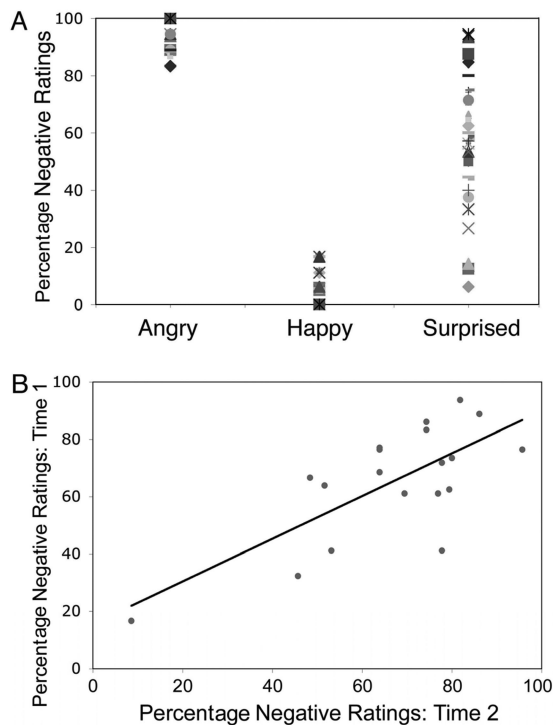 A
Percentage Negative Ratings
100
80
60
40
20
0
Angry Happy Surprised
B
Percentage Negative Ratings: Time 1
100
80
60
40
20
0
0 20 40 60 80 100
Percentage Negative Ratings: Time 2